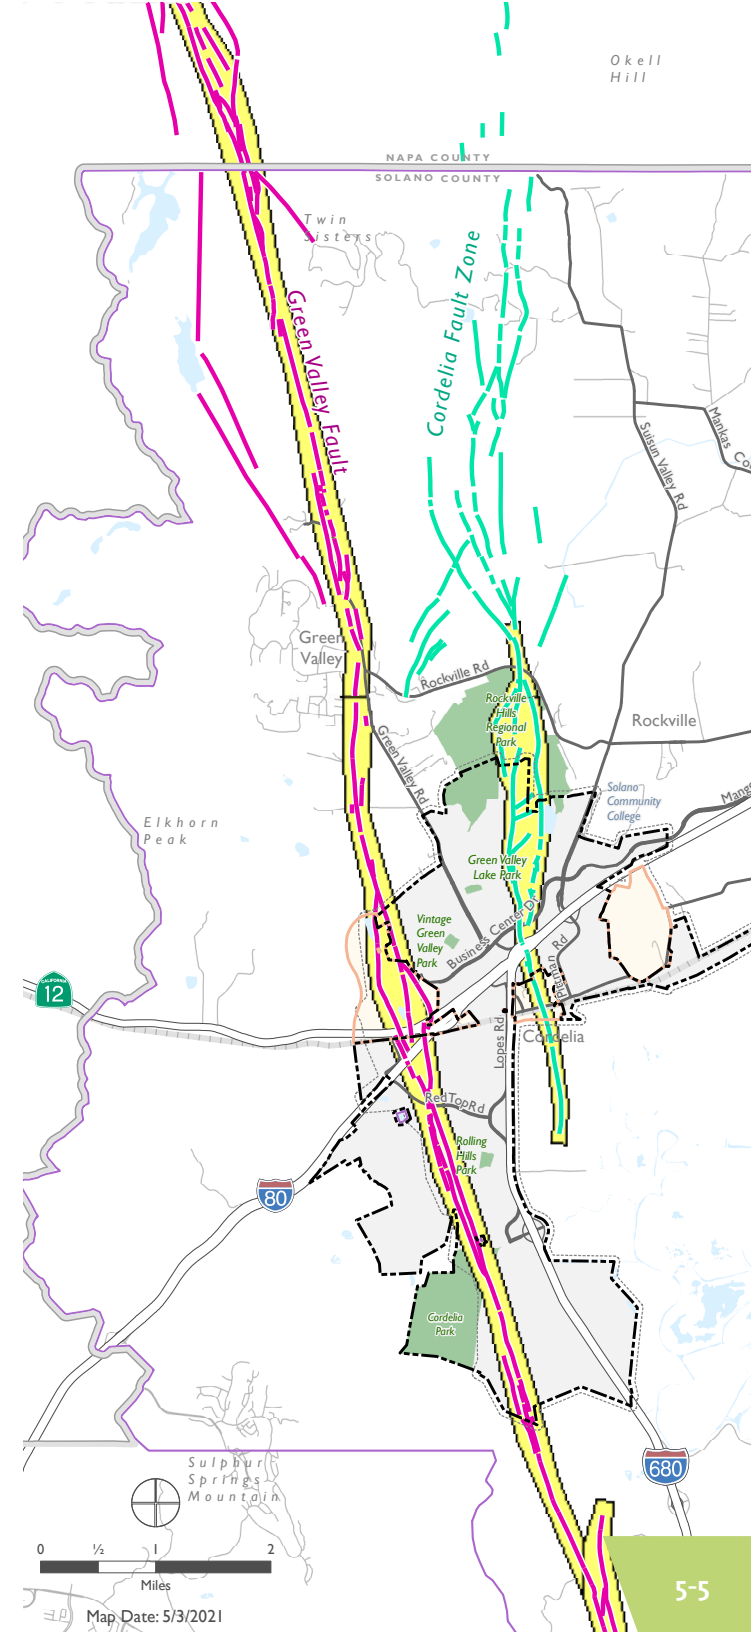 Okell
Hill
NAPA COUNTY
SOLANO COUNTY
Twin
Sisters
Cordelia Fault Zone
Green Valley Fault
Mankas Co
Suisun Valley Rd
Green
Valley
Rockville Rd
Rockville
Hills
Regional
Park
Rockville
Green Valley Rd
Solano
Community
College
Mang
Elkhorn
Peak
Green Valley
Lake Park
Vintage
Green
Valley
Park
Business Center Dr
Pittman Rd
CALIFORNIA
12
Lopes Rd
Cordelia
Red Top Rd
Rolling
Hills
Park
80
Cordelia
Park
Sulphur
Springs
Mountain
680
0 ½ 1 2
Miles
Map Date: 5/3/2021
5-5